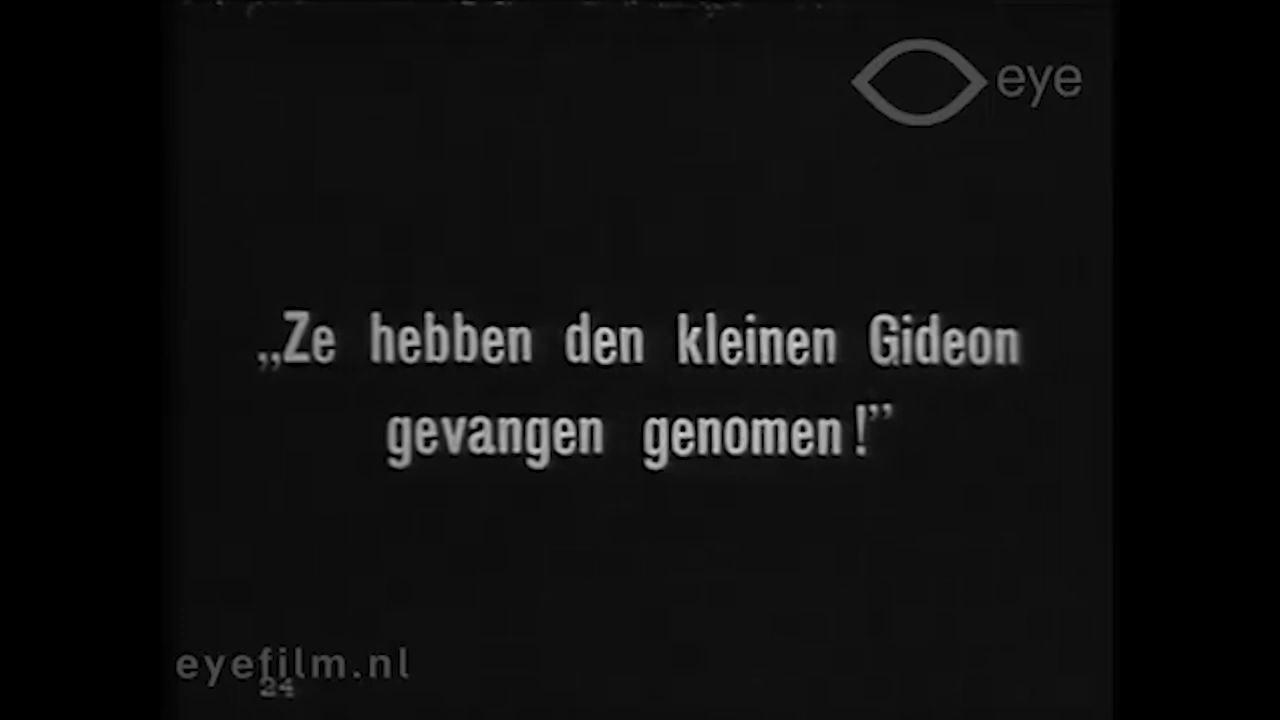 eye
„Ze hebben den kleinen Gideon
gevangen genomen!”
eyefilm.nl
24